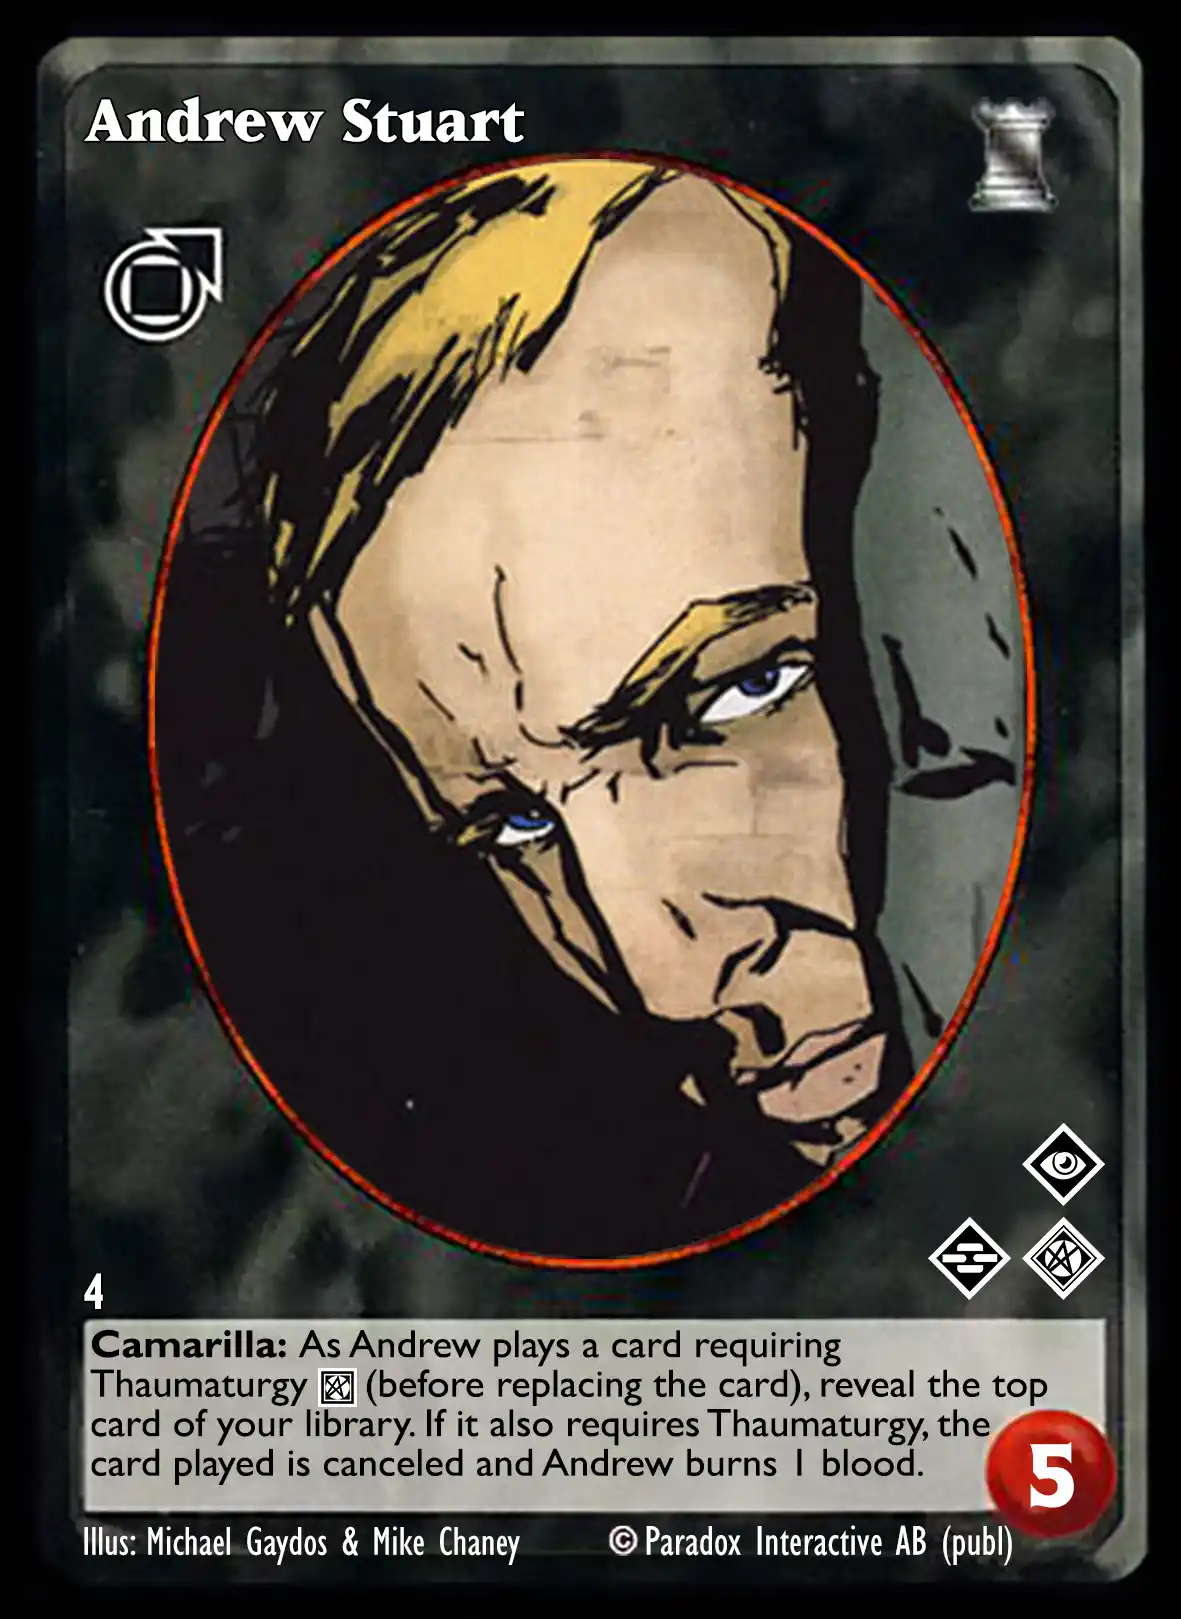 Andrew Stuart
4
Camarilla: As Andrew plays a card requiring
Thaumaturgy (before replacing the card), reveal the top
card of your library. If it also requires Thaumaturgy, the
card played is canceled and Andrew burns 1 blood.
5
Illus: Michael Gaydos & Mike Chaney © Paradox Interactive AB (publ)